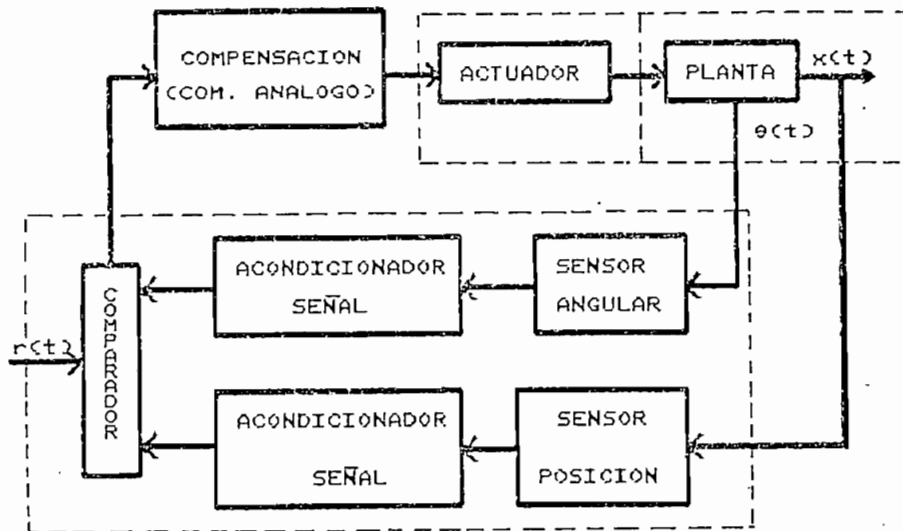 COMPENSACION
(COM. ANALOGO)
ACTUADOR
PLANTA
x(t)
θ(t)
ACONDICIONADOR
SEÑAL
SENSOR
ANGULAR
COMPARADOR
r(t)
ACONDICIONADOR
SEÑAL
SENSOR
POSICION